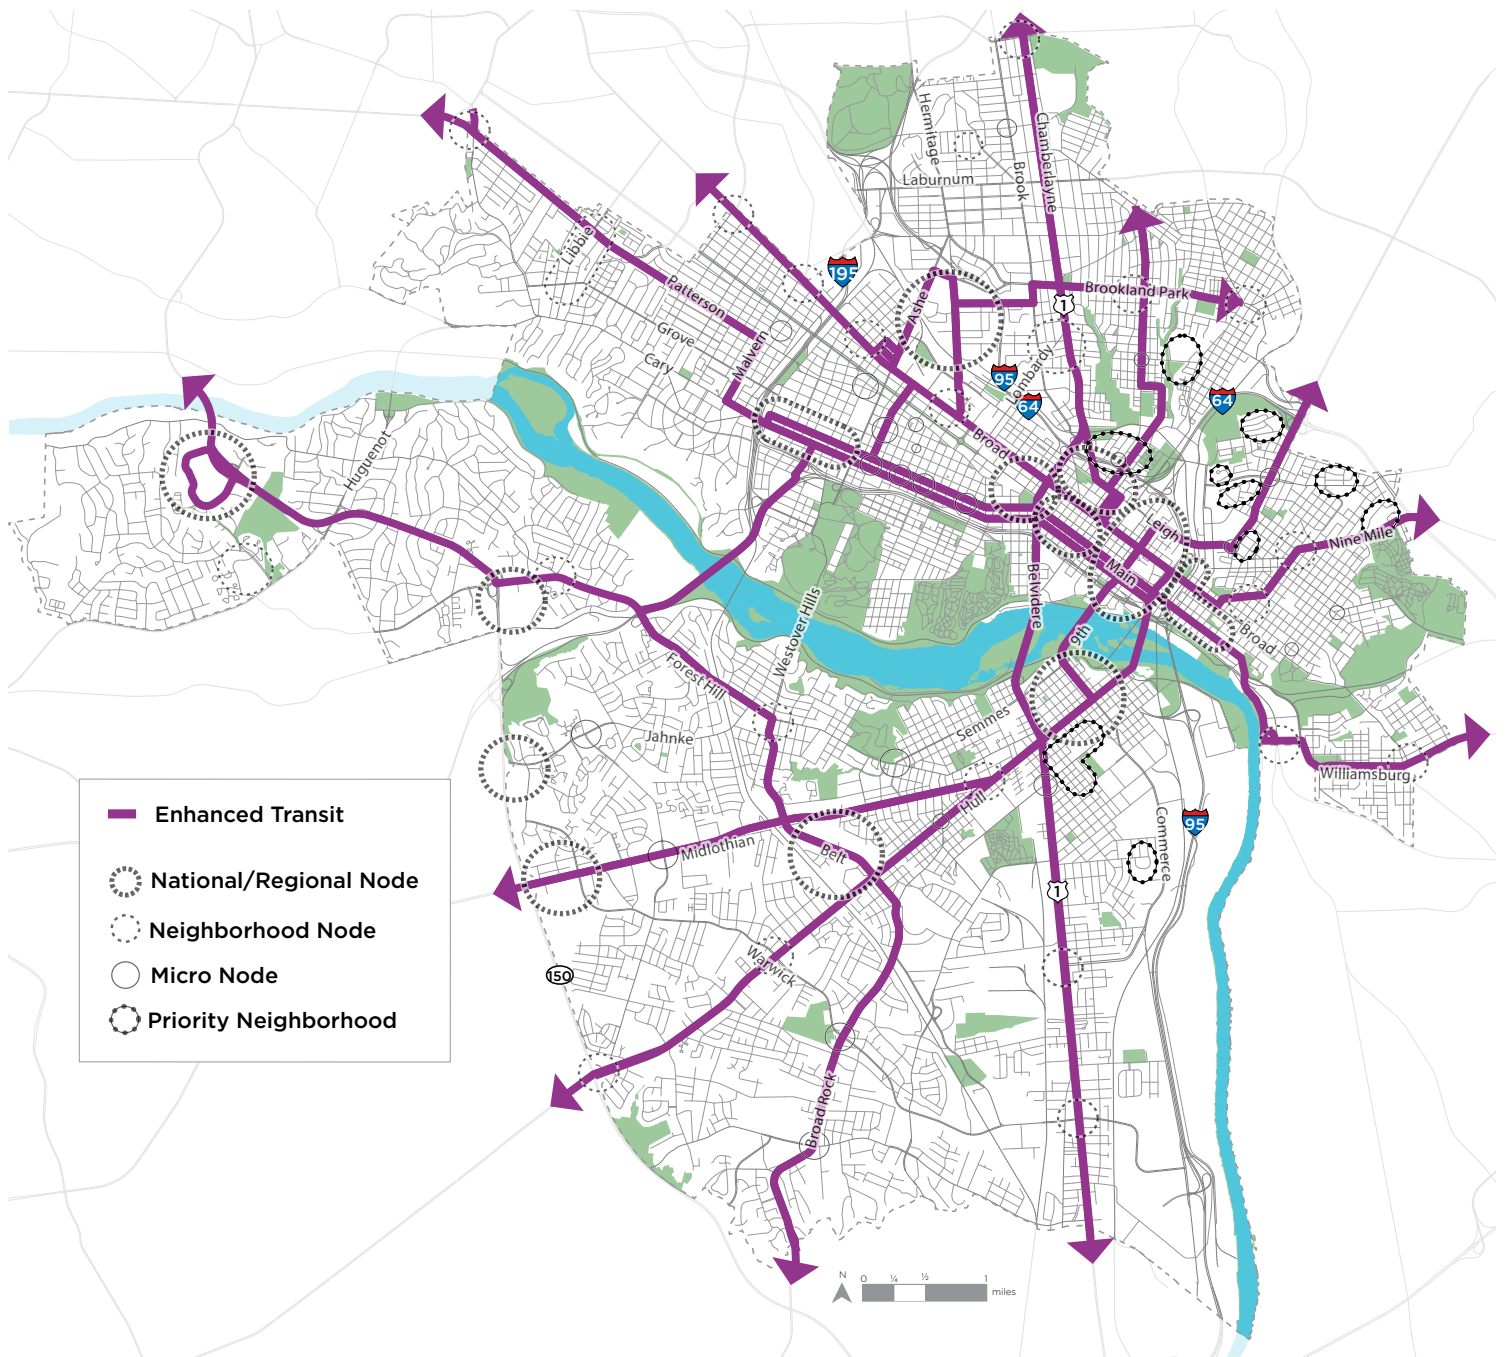 Hermitage
Chamberlayne
Brook
Laburnum
Libbie
195
Patterson
Ashe
Brookland Park
1
Grove
Malvern
Cary
Lombardy
95
64
64
Broad
Huguenot
Leigh
Nine Mile
Main
Belvidere
Westover Hills
9th
Broad
Forest Hill
Semmes
Jahnke
Williamsburg
Hull
Commerce
95
Midlothian
Belt
1
Warwick
150
Broad Rock
Enhanced Transit
National/Regional Node
Neighborhood Node
Micro Node
Priority Neighborhood
N
0 ¼ ½ 1
miles